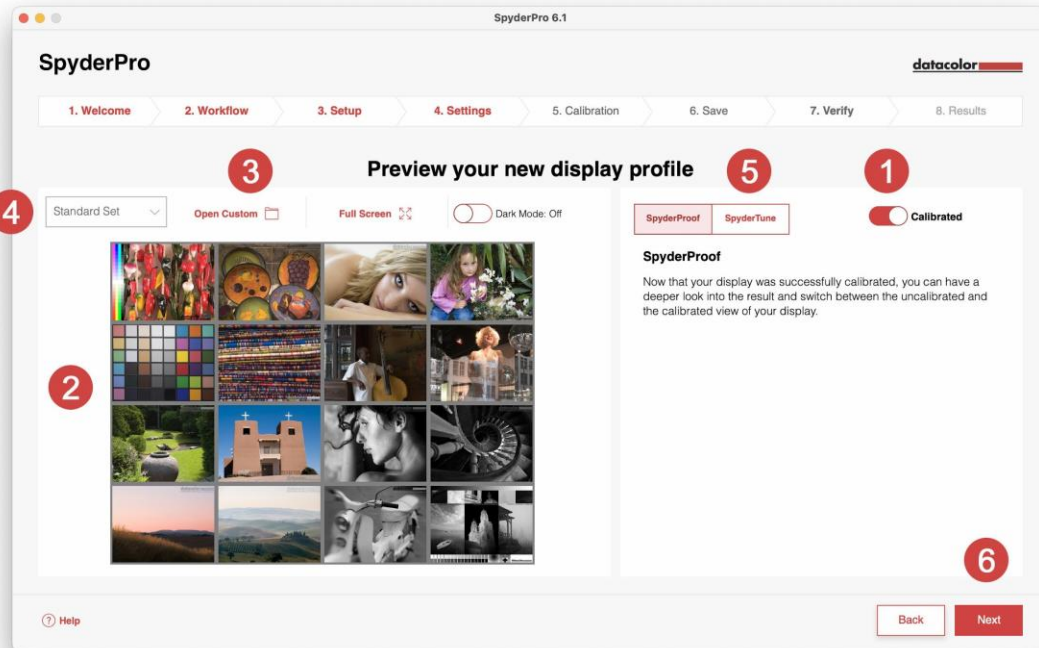 SpyderPro 6.1
SpyderPro
datacolor
1. Welcome
2. Workflow
3. Setup
4. Settings
5. Calibration
6. Save
7. Verify
8. Results
3
Preview your new display profile
5
1
4
Standard Set
Open Custom
Full Screen
Dark Mode: Off
SpyderProof
SpyderTune
Calibrated
SpyderProof
Now that your display was successfully calibrated, you can have a
deeper look into the result and switch between the uncalibrated and
the calibrated view of your display.
2
6
? Help
Back
Next